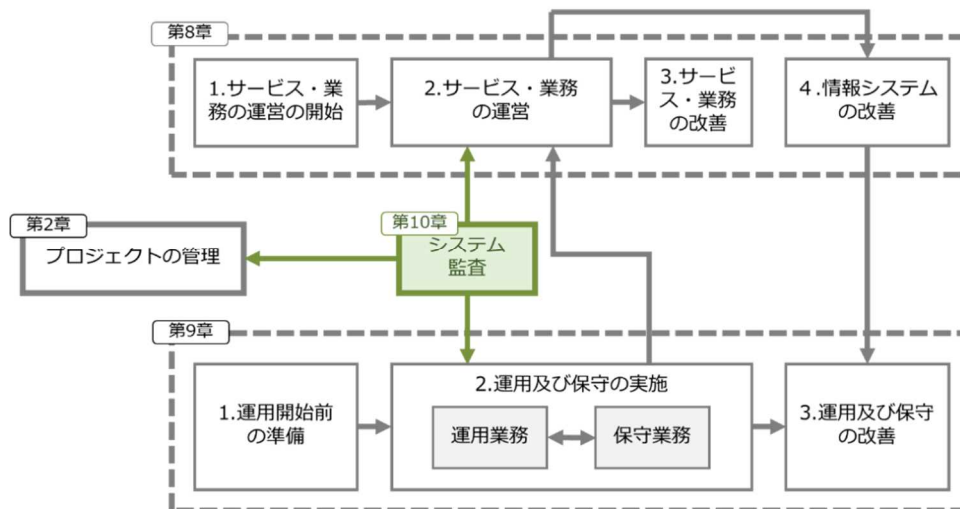 第8章
1.サービス・業
務の運営の開始
2.サービス・業務
の運営
3.サービ
ス・業務
の改善
４.情報システム
の改善
第2章
プロジェクトの管理
第10章
システム
監査
第9章
1.運用開始前
の準備
2.運用及び保守の実施
運用業務
保守業務
3.運用及び保守
の改善